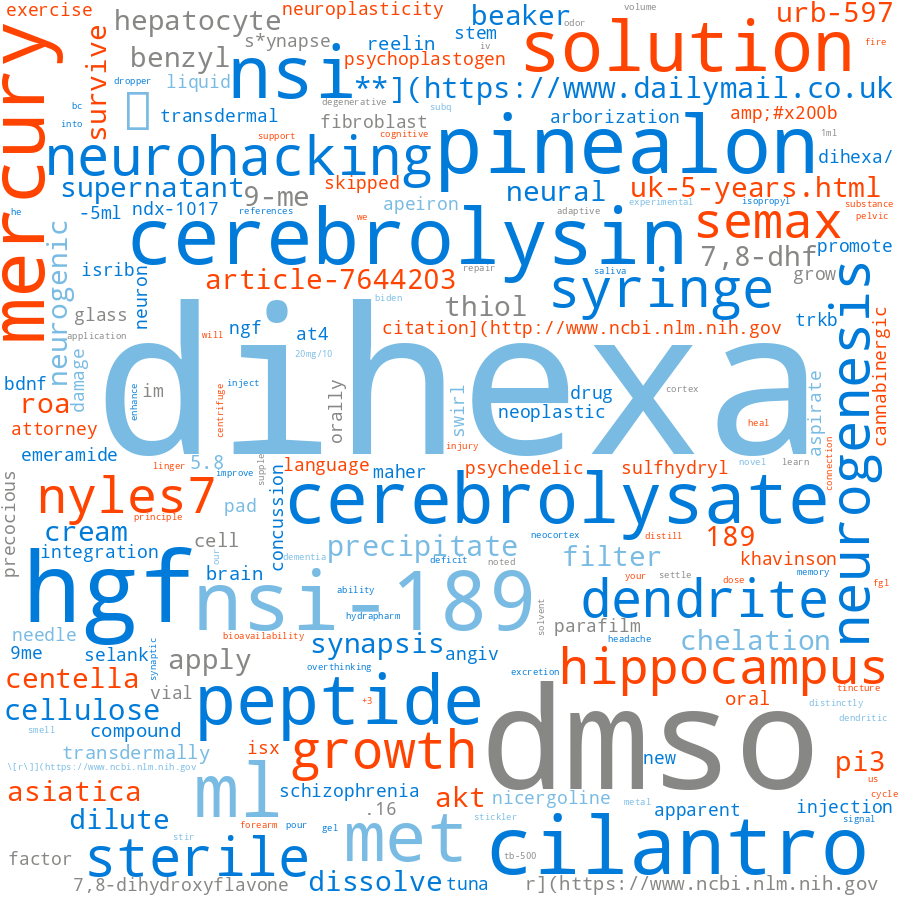 exercise
hepatocyte
neuroplasticity
beaker
odor
volume
urb-597
mercury
survive
benzyl
s*ynapse
nsi
reelin
stem
psychoplastogen
iv
solution
fire
dropper
liquid
**](https://www.dailymail.co.uk
bc
into
transdermal
degenerative
subq
fibroblast
arborization
amp;#x200b
support
cognitive
pinealon
1ml
neurohacking
dihexa/
supernatant
9-me
skipped
neural
experimental
uk-5-years.html
isopropyl
substance
he
-5ml
ndx-1017
references
we
apeiron
adaptive
semax
pelvic
neurogenic
cerebrolysin
7,8-dhf
promote
isrib
neuron
article-7644203
repair
saliva
syringe
grow
neurogenesis
glass
application
will
ngf
at4
biden
thiol
citation](http://www.ncbi.nlm.nih.gov
trkb
cannabinergic
damage
20mg/10
dihexa
bdnf
enhance
im
centrifuge
inject
orally
swirl
drug
neoplastic
cortex
aspirate
roa
attorney
heal
emeramide
linger
5.8
improve
supple
language
maher
injury
psychedelic
sulfhydryl
novel
learn
connection
precocious
nyles7
principle
pad
concussion
cerebrolysate
cream
integration
cell
our
dementia
precipitate
deficit
noted
neocortex
filter
distill
189
khavinson
hgf
brain
nsi-189
ability
hydrapharm
solvent
your
settle
dose
memory
fgl
dendrite
needle
bioavailability
parafilm
headache
9me
selank
synaptic
apply
synapsis
angiv
chelation
overthinking
excretion
hippocampus
centella
vial
peptide
+3
dmso
oral
tincture
cellulose
distinctly
smell
compound
dendritic
transdermally
isx
growth
new
pi3
\[r\]](https://www.ncbi.nlm.nih.gov
us
asiatica
ml
schizophrenia
akt
nicergoline
metal
apparent
injection
cycle
.16
signal
dilute
forearm
pour
gel
met
stickler
stir
cilantro
factor
sterile
tb-500
7,8-dihydroxyflavone
dissolve
tuna
r](https://www.ncbi.nlm.nih.gov